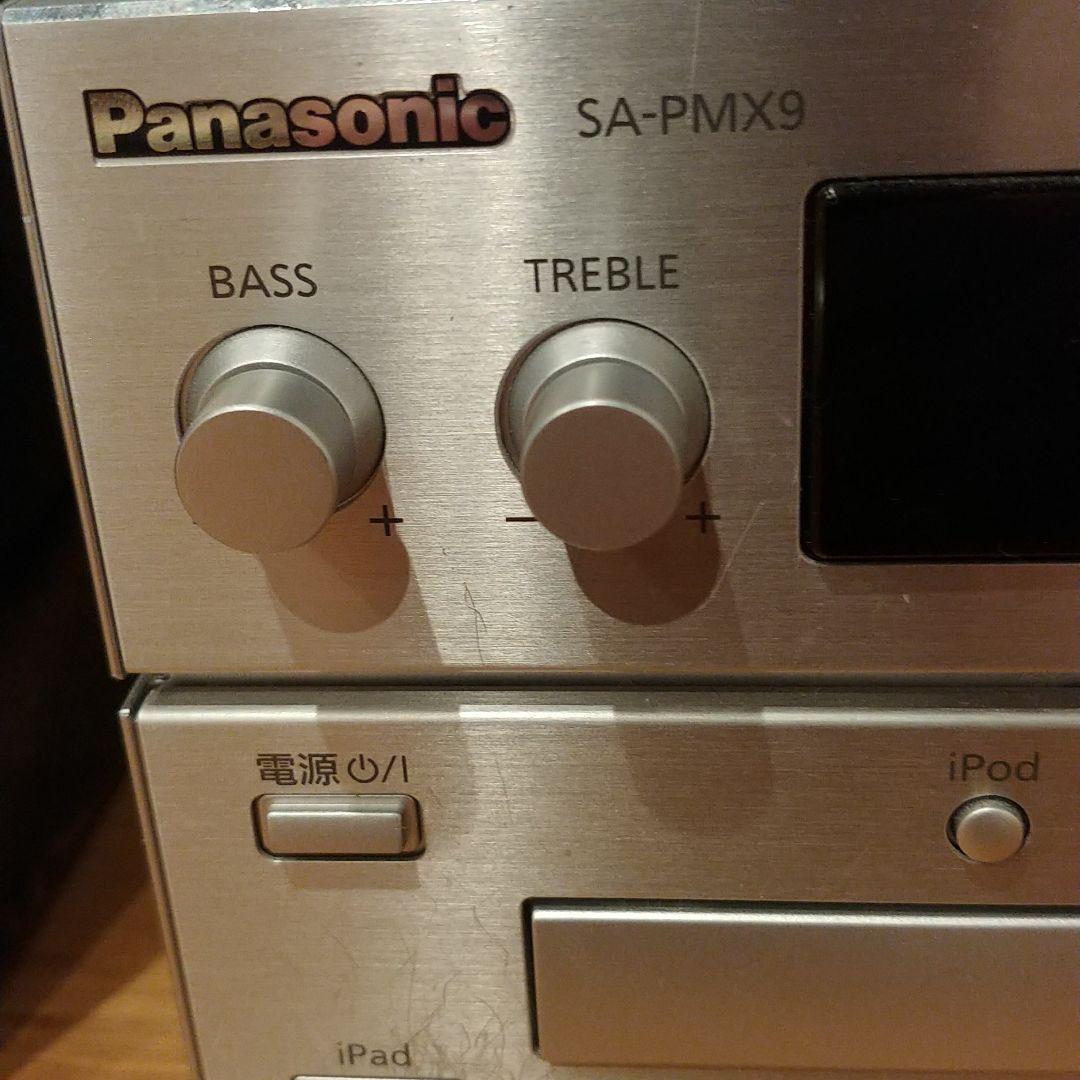 Panasonic SA-PMX9
BASS TREBLE
+ − +
電源 ⏻/I
iPod
iPad